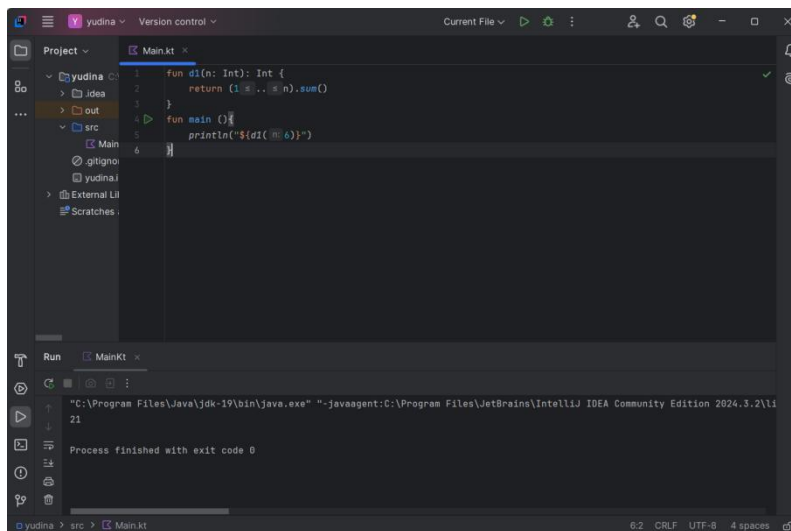 Y yudina Version control Current File
Project
Main.kt
yudina C:\
.idea
out
src
Main
.gitigno
yudina.i
External Lil
Scratches
1 fun d1(n: Int): Int {
2 return (1 ≤ .. ≤ n).sum()
3 }
4 fun main (){
5 println("${d1( n: 6)}")
6 }
Run MainKt
"C:\Program Files\Java\jdk-19\bin\java.exe" "-javaagent:C:\Program Files\JetBrains\IntelliJ IDEA Community Edition 2024.3.2\li
21
Process finished with exit code 0
yudina > src > Main.kt 6:2 CRLF UTF-8 4 spaces